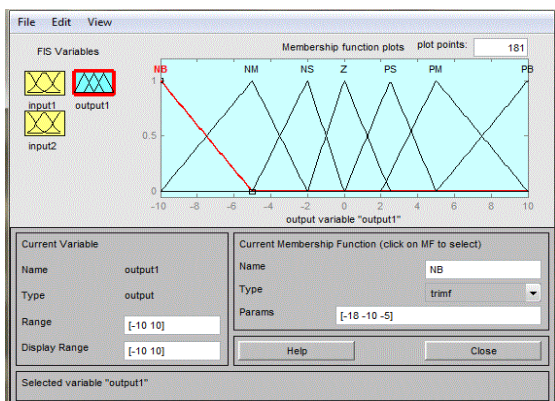 File Edit View
FIS Variables
Membership function plots plot points: 181
NB NM NS Z PS PM PB
1
input1 output1
input2
0.5
0
-10 -8 -6 -4 -2 0 2 4 6 8 10
output variable "output1"
Current Variable
Current Membership Function (click on MF to select)
Name output1
Name NB
Type output
Type trimf
Range [-10 10]
Params [-18 -10 -5]
Display Range [-10 10]
Help Close
Selected variable "output1"